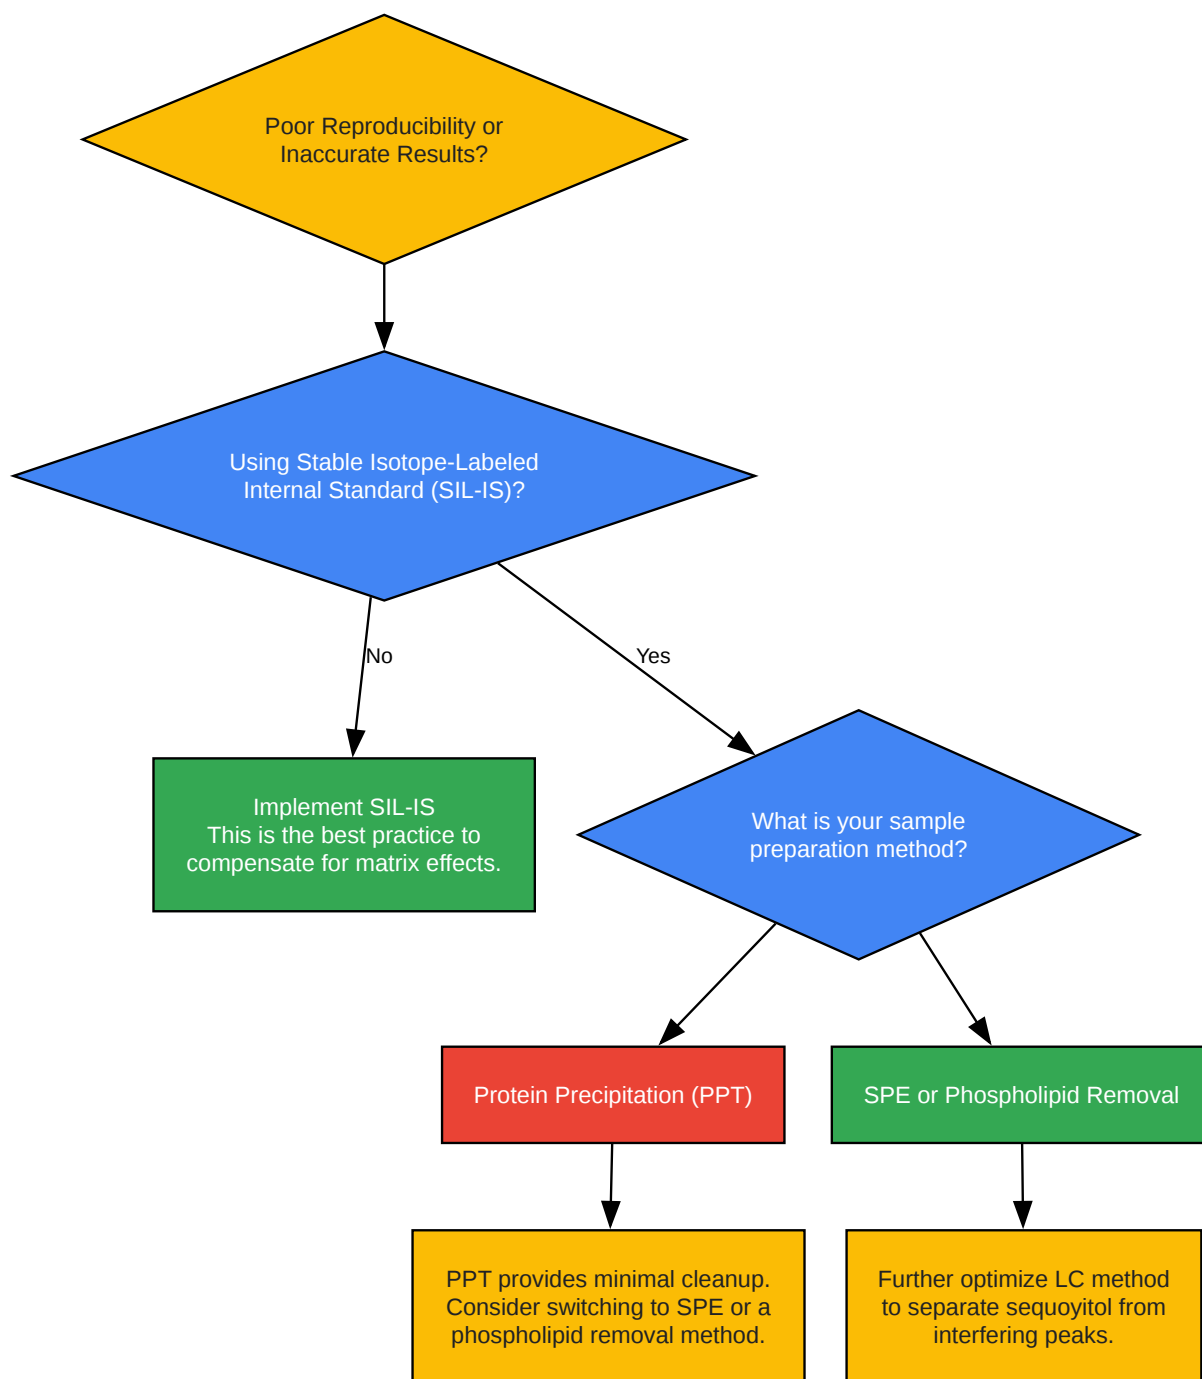 Poor Reproducibility or
Inaccurate Results?
Using Stable Isotope-Labeled
Internal Standard (SIL-IS)?
No
Yes
Implement SIL-IS
This is the best practice to
compensate for matrix effects.
What is your sample
preparation method?
Protein Precipitation (PPT)
SPE or Phospholipid Removal
PPT provides minimal cleanup.
Consider switching to SPE or a
phospholipid removal method.
Further optimize LC method
to separate sequoyitol from
interfering peaks.